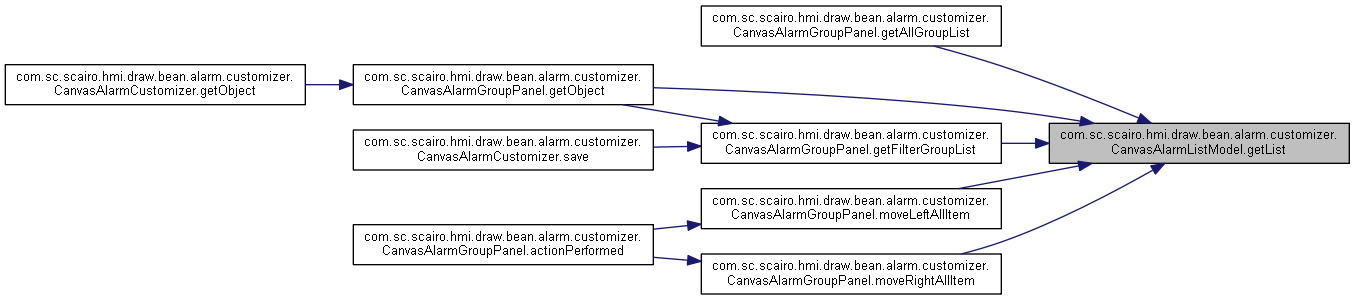 com.sc.scairo.hmi.draw.bean.alarm.customizer.
CanvasAlarmGroupPanel.getAllGroupList
com.sc.scairo.hmi.draw.bean.alarm.customizer.
CanvasAlarmCustomizer.getObject
com.sc.scairo.hmi.draw.bean.alarm.customizer.
CanvasAlarmGroupPanel.getObject
com.sc.scairo.hmi.draw.bean.alarm.customizer.
CanvasAlarmCustomizer.save
com.sc.scairo.hmi.draw.bean.alarm.customizer.
CanvasAlarmGroupPanel.getFilterGroupList
com.sc.scairo.hmi.draw.bean.alarm.customizer.
CanvasAlarmListModel.getList
com.sc.scairo.hmi.draw.bean.alarm.customizer.
CanvasAlarmGroupPanel.moveLeftAllItem
com.sc.scairo.hmi.draw.bean.alarm.customizer.
CanvasAlarmGroupPanel.actionPerformed
com.sc.scairo.hmi.draw.bean.alarm.customizer.
CanvasAlarmGroupPanel.moveRightAllItem